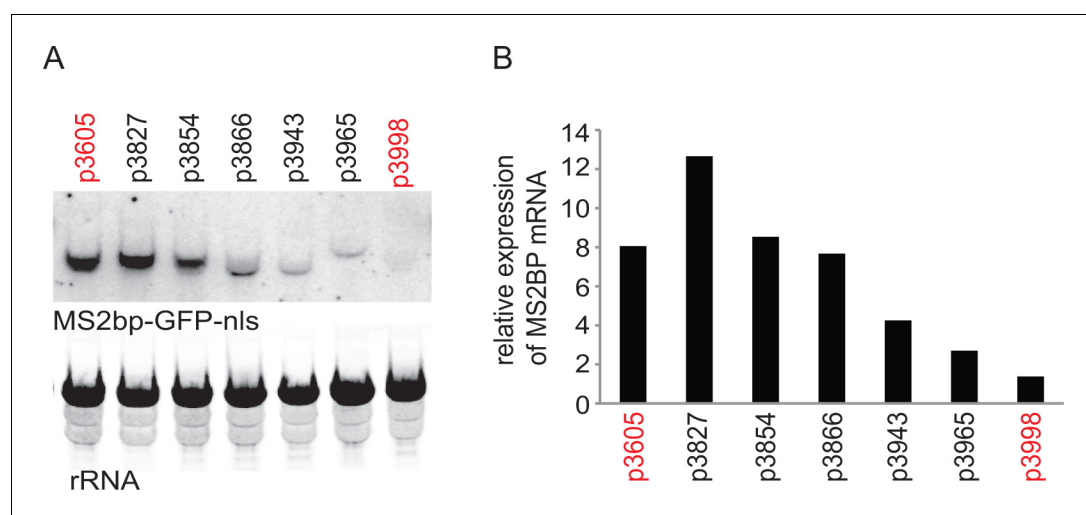 A
p3605 p3827 p3854 p3866 p3943 p3965 p3998
MS2bp-GFP-nls
rRNA
B
relative expression
of MS2BP mRNA
14
12
10
8
6
4
2
0
p3605 p3827 p3854 p3866 p3943 p3965 p3998